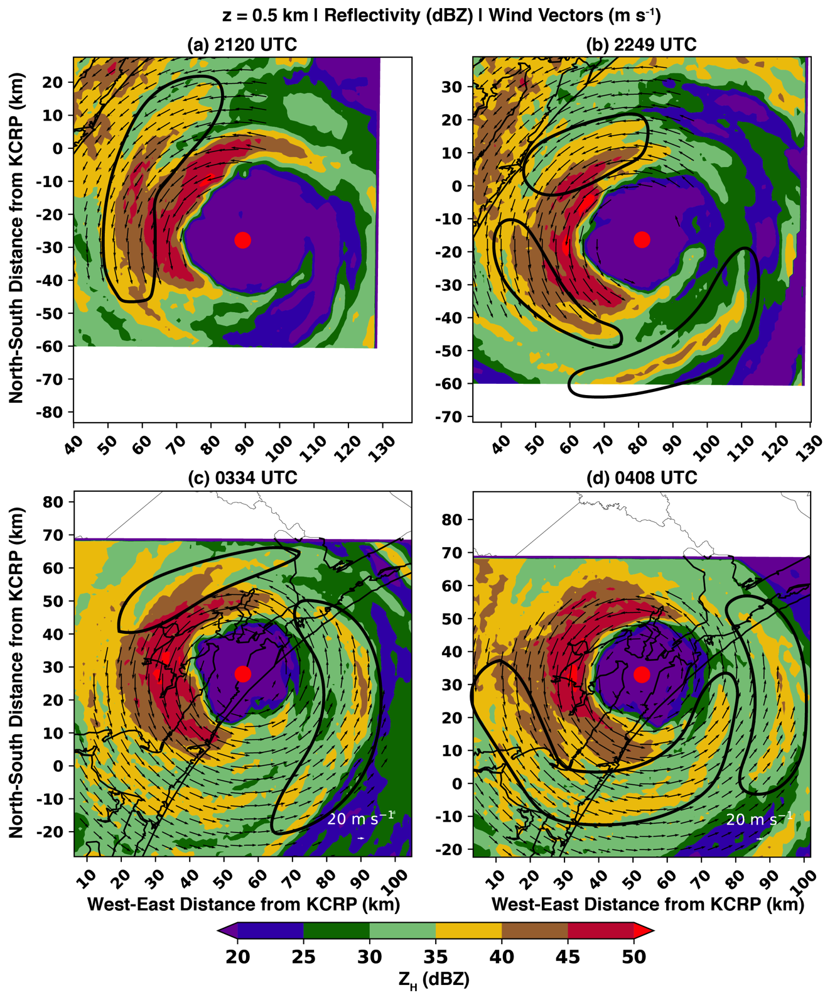 z = 0.5 km | Reflectivity (dBZ) | Wind Vectors (m s⁻¹)
(a) 2120 UTC
(b) 2249 UTC
North-South Distance from KCRP (km)
20
10
0
-10
-20
-30
-40
-50
-60
-70
-80
40 50 60 70 80 90 100 110 120 130
30
20
10
0
-10
-20
-30
-40
-50
-60
-70
40 50 60 70 80 90 100 110 120 130
(c) 0334 UTC
(d) 0408 UTC
North-South Distance from KCRP (km)
80
70
60
50
40
30
20
10
0
-10
-20
20 m s⁻¹
10 20 30 40 50 60 70 80 90 100
West-East Distance from KCRP (km)
80
70
60
50
40
30
20
10
0
-10
-20
20 m s⁻¹
10 20 30 40 50 60 70 80 90 100
West-East Distance from KCRP (km)
20 25 30 35 40 45 50
Z_H (dBZ)